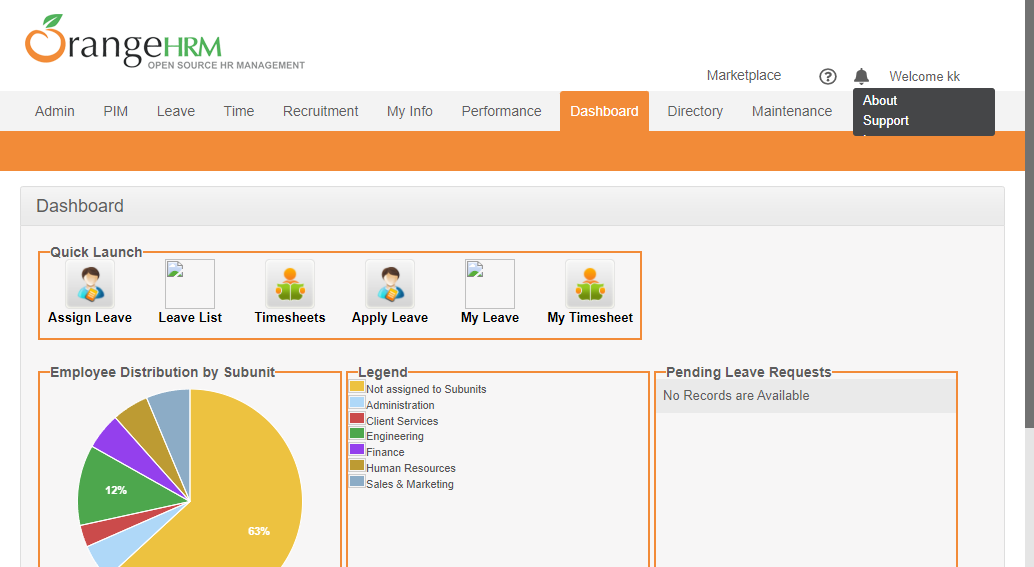 OrangeHRM
OPEN SOURCE HR MANAGEMENT
Marketplace ? Welcome kk
Admin PIM Leave Time Recruitment My Info Performance Dashboard Directory Maintenance
About
Support
Dashboard
Quick Launch
Assign Leave Leave List Timesheets Apply Leave My Leave My Timesheet
Employee Distribution by Subunit
12%
63%
Legend
Not assigned to Subunits
Administration
Client Services
Engineering
Finance
Human Resources
Sales & Marketing
Pending Leave Requests
No Records are Available